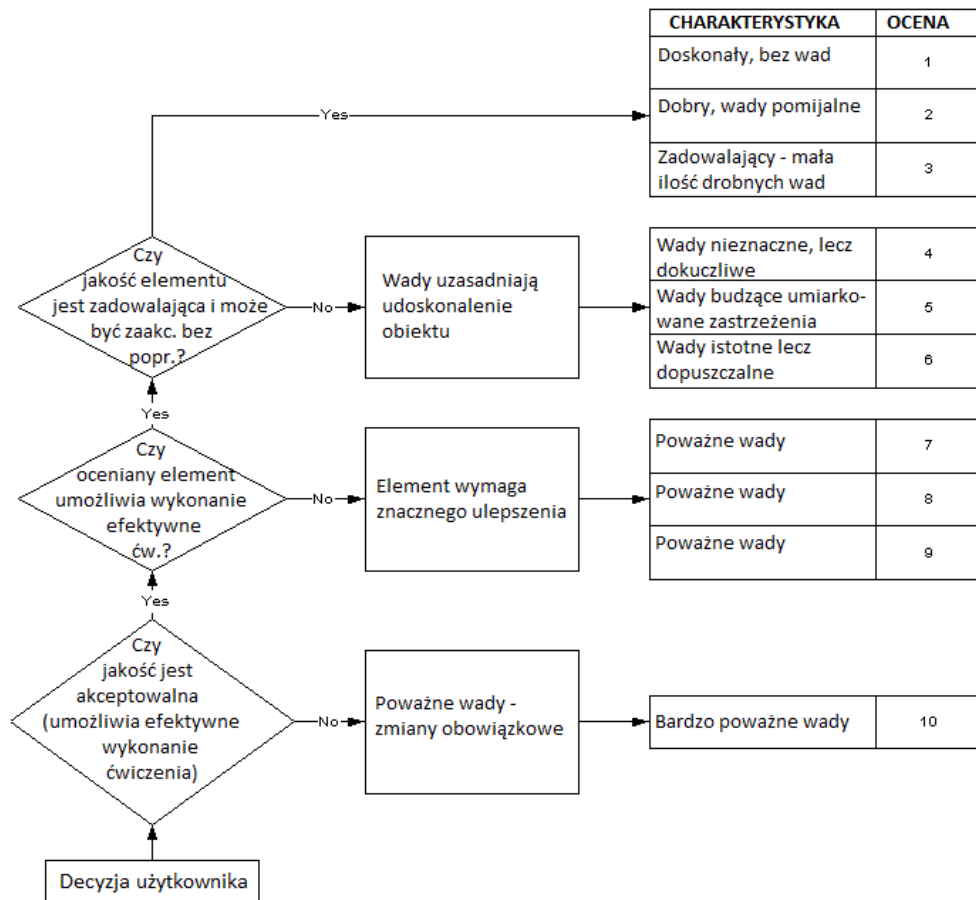 CHARAKTERYSTYKA OCENA
Doskonały, bez wad 1
Dobry, wady pomijalne 2
Zadowalający - mała
ilość drobnych wad 3
Yes
Czy
jakość elementu
jest zadowalająca i może
być zaakc. bez
popr.?
No
Wady uzasadniają
udoskonalenie
obiektu
Wady nieznaczne, lecz
dokuczliwe 4
Wady budzące umiarko-
wane zastrzeżenia 5
Wady istotne lecz
dopuszczalne 6
Yes
Czy
oceniany element
umożliwia wykonanie
efektywne
ćw.?
No
Element wymaga
znacznego ulepszenia
Poważne wady 7
Poważne wady 8
Poważne wady 9
Yes
Czy
jakość jest
akceptowalna
(umożliwia efektywne
wykonanie
ćwiczenia)
No
Poważne wady -
zmiany obowiązkowe
Bardzo poważne wady 10
Decyzja użytkownika